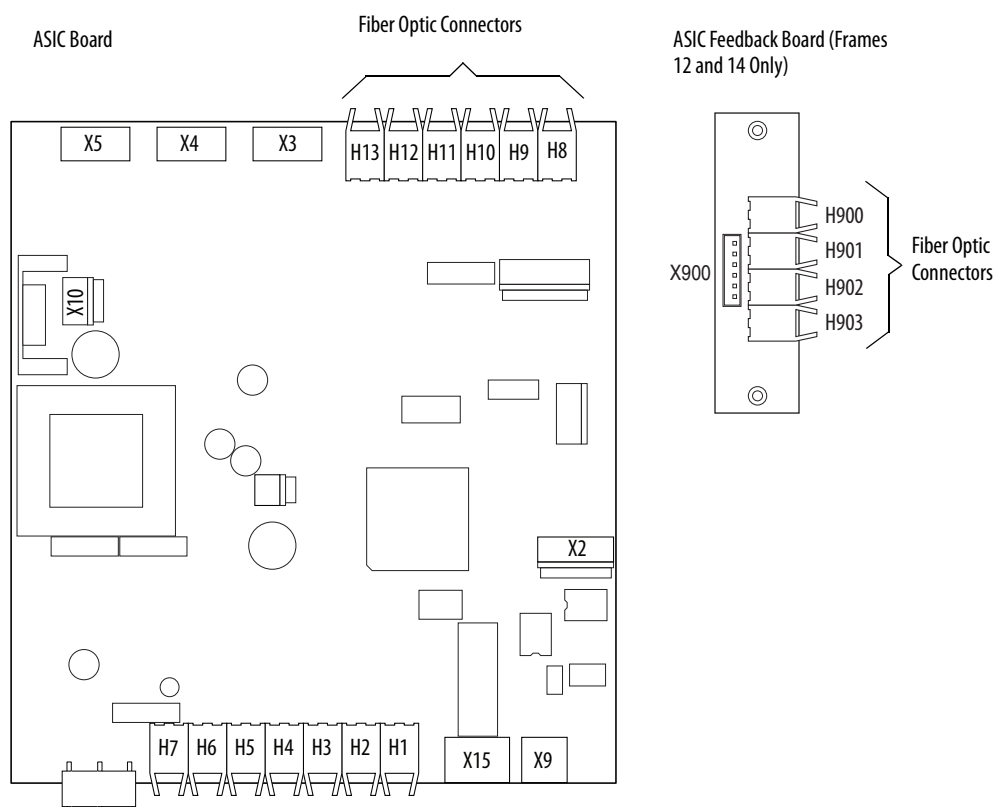 ASIC Board
Fiber Optic Connectors
ASIC Feedback Board (Frames
12 and 14 Only)
X5
X4
X3
H13
H12
H11
H10
H9
H8
X10
X900
H900
H901
H902
H903
Fiber Optic
Connectors
X2
H7
H6
H5
H4
H3
H2
H1
X15
X9